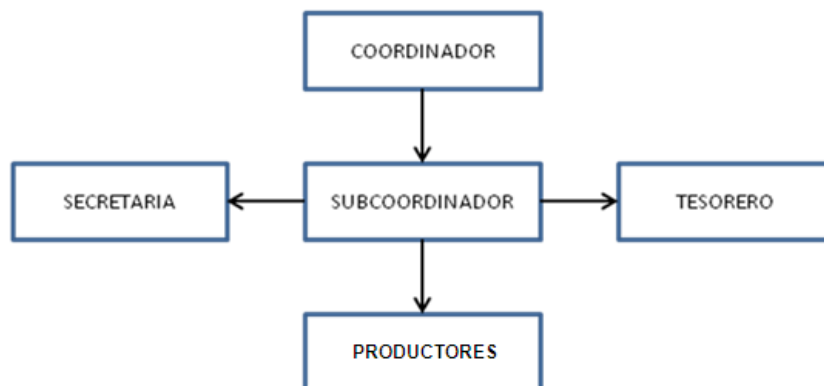 COORDINADOR
SECRETARIA
SUBCOORDINADOR
TESORERO
PRODUCTORES